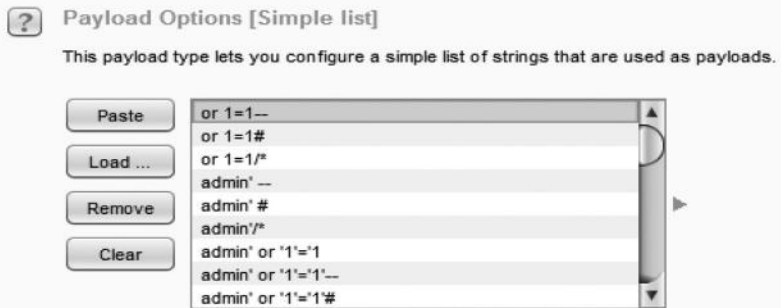 ?
Payload Options [Simple list]
This payload type lets you configure a simple list of strings that are used as payloads.
Paste
Load ...
Remove
Clear
or 1=1--
or 1=1#
or 1=1/*
admin' --
admin' #
admin'/*
admin' or '1'='1
admin' or '1'='1'--
admin' or '1'='1'#